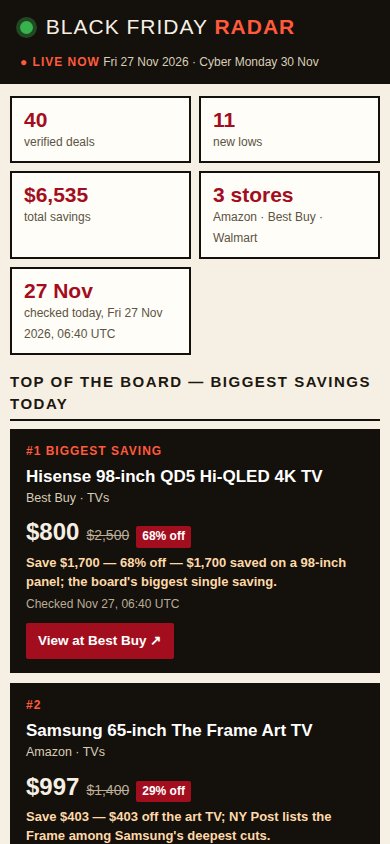 BLACK FRIDAY RADAR
● LIVE NOW Fri 27 Nov 2026 · Cyber Monday 30 Nov
40
verified deals
11
new lows
$6,535
total savings
3 stores
Amazon · Best Buy ·
Walmart
27 Nov
checked today, Fri 27 Nov
2026, 06:40 UTC
TOP OF THE BOARD — BIGGEST SAVINGS
TODAY
#1 BIGGEST SAVING
Hisense 98-inch QD5 Hi-QLED 4K TV
Best Buy · TVs
$800 $2,500 68% off
Save $1,700 — 68% off — $1,700 saved on a 98-inch
panel; the board's biggest single saving.
Checked Nov 27, 06:40 UTC
View at Best Buy ↗
#2
Samsung 65-inch The Frame Art TV
Amazon · TVs
$997 $1,400 29% off
Save $403 — $403 off the art TV; NY Post lists the
Frame among Samsung's deepest cuts.